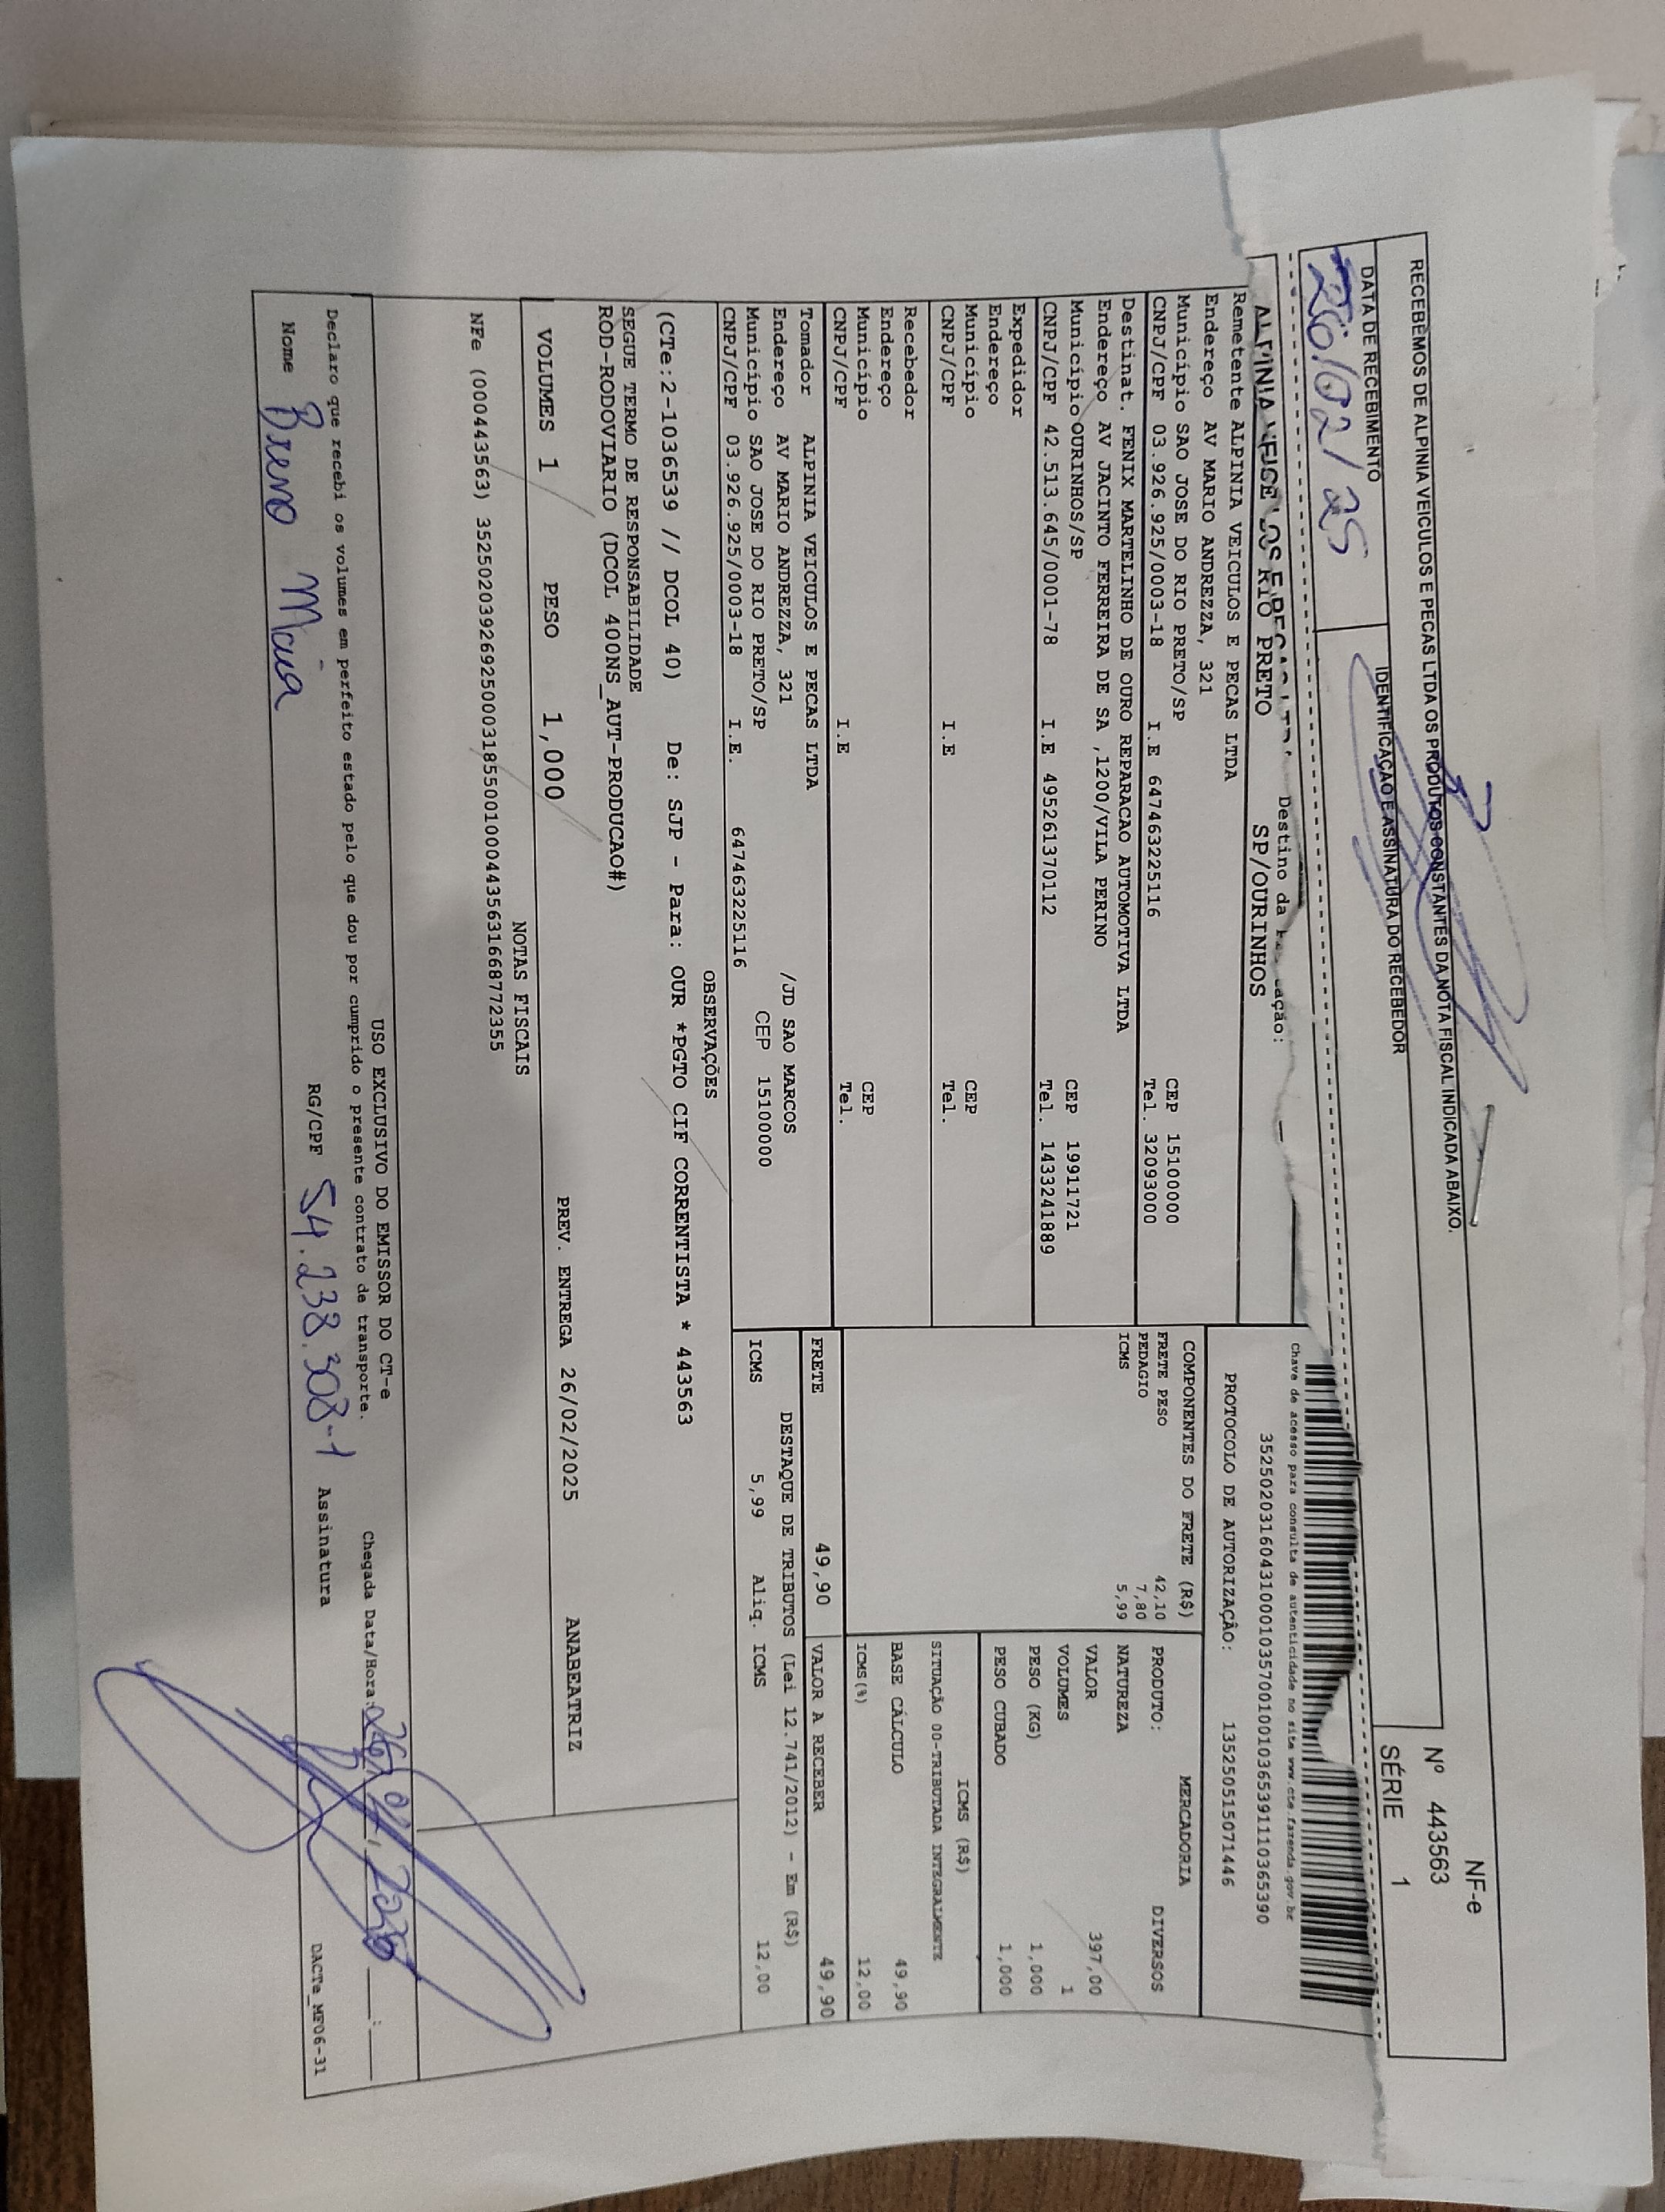 RECEBEMOS DE ALPINIA VEICULOS E PECAS LTDA OS PRODUTOS CONSTANTES DA NOTA FISCAL INDICADA ABAIXO.
NF-e
Nº 443563
SÉRIE 1
DATA DE RECEBIMENTO
IDENTIFICAÇÃO E ASSINATURA DO RECEBEDOR
26/02/25
Destino da
SP/OURINHOS
RIO PRETO
Remetente ALPINIA VEICULOS E PECAS LTDA
Endereço AV MARIO ANDREZZA, 321
Município SAO JOSE DO RIO PRETO/SP CEP 15100000
CNPJ/CPF 03.926.925/0003-18 I.E 647463225116 Tel. 32093000
Destinat. FENIX MARTELINHO DE OURO REPARACAO AUTOMOTIVA LTDA
Endereço AV JACINTO FERREIRA DE SA ,1200/VILA PERINO
Município OURINHOS/SP CEP 19911721
CNPJ/CPF 42.513.645/0001-78 I.E 495261370112 Tel. 1433241889
Expedidor
Endereço
Município CEP
CNPJ/CPF I.E Tel.
Recebedor
Endereço
Município CEP
CNPJ/CPF I.E Tel.
Tomador ALPINIA VEICULOS E PECAS LTDA
Endereço AV MARIO ANDREZZA, 321 /JD SAO MARCOS
Município SAO JOSE DO RIO PRETO/SP CEP 15100000
CNPJ/CPF 03.926.925/0003-18 I.E. 647463225116
Chave de acesso para consulta de autenticidade no site www.cte.fazenda.gov.br
35250203160431000103570010010365391110365390
PROTOCOLO DE AUTORIZAÇÃO: 135250515071446
COMPONENTES DO FRETE (R$)
FRETE PESO 42,10
PEDAGIO 7,80
ICMS 5,99
MERCADORIA
PRODUTO: DIVERSOS
NATUREZA
VALOR 397,00
VOLUMES 1
PESO (KG) 1,000
PESO CUBADO 1,000
ICMS (R$)
SITUAÇÃO 00-TRIBUTADA INTEGRALMENTE
BASE CÁLCULO 49,90
ICMS(%) 12,00
FRETE 49,90 VALOR A RECEBER 49,90
DESTAQUE DE TRIBUTOS (Lei 12.741/2012) - Em (R$)
ICMS 5,99 Aliq. ICMS 12,00
OBSERVAÇÕES
(CTe:2-1036539 // DCOL 40) De: SJP - Para: OUR *PGTO CIF CORRENTISTA * 443563
SEGUE TERMO DE RESPONSABILIDADE
ROD-RODOVIARIO (DCOL 400NS_AUT-PRODUCAO#)
VOLUMES 1 PESO 1,000 PREV. ENTREGA 26/02/2025 ANABEATRIZ
NOTAS FISCAIS
NFe (000443563) 35250203926925000318550010004435631668772355
USO EXCLUSIVO DO EMISSOR DO CT-e
Declaro que recebi os volumes em perfeito estado pelo que dou por cumprido o presente contrato de transporte. Chegada Data/Hora:
Nome Breno Maia RG/CPF 54.238.308-1 Assinatura
DACTe_MF06-31